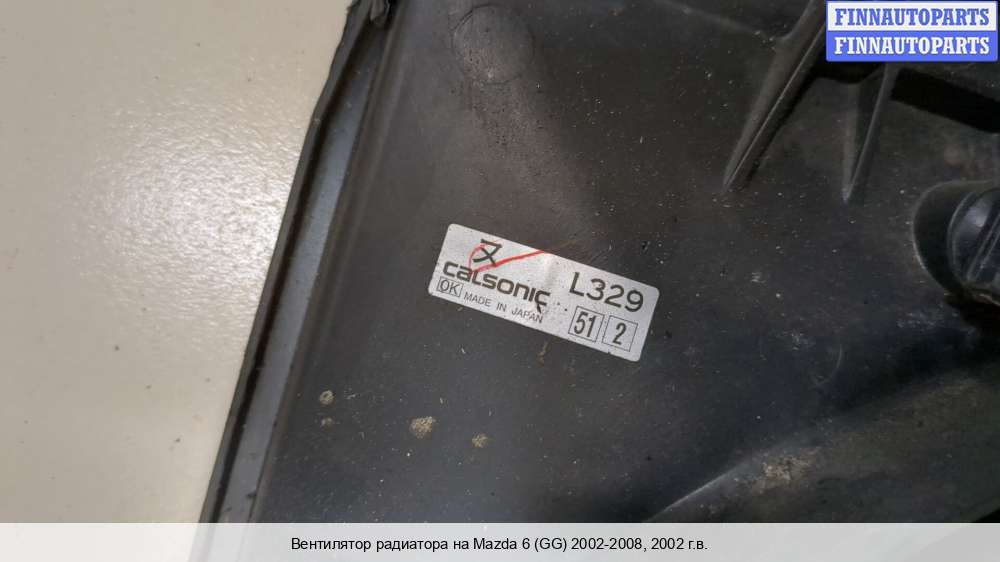 FINNAUTOPARTS
FINNAUTOPARTS
ヌ
calsonic
L329
OK MADE IN JAPAN
51 2
Вентилятор радиатора на Mazda 6 (GG) 2002-2008, 2002 г.в.